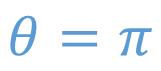 θ = π